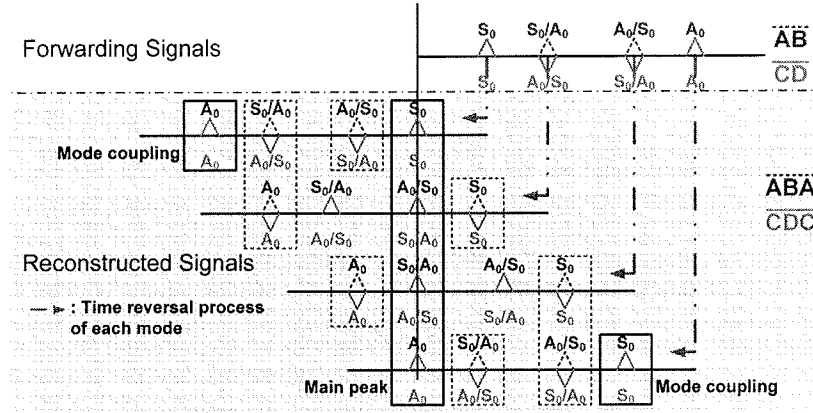 Forwarding Signals
S₀ S₀/A₀ A₀/S₀ A₀
AB
S₀ A₀/S₀ S₀/A₀ A₀
CD
A₀ S₀/A₀ A₀/S₀ S₀
Mode coupling
A₀ A₀/S₀ S₀/A₀ S₀
A₀ S₀/A₀ A₀/S₀ S₀
ABA
CDC
A₀ A₀/S₀ S₀/A₀ S₀
Reconstructed Signals
A₀ S₀/A₀ A₀/S₀ S₀
: Time reversal process
of each mode
A₀ A₀/S₀ S₀/A₀ S₀
A₀ S₀/A₀ A₀/S₀ S₀
Main peak
A₀ A₀/S₀ S₀/A₀ S₀
Mode coupling